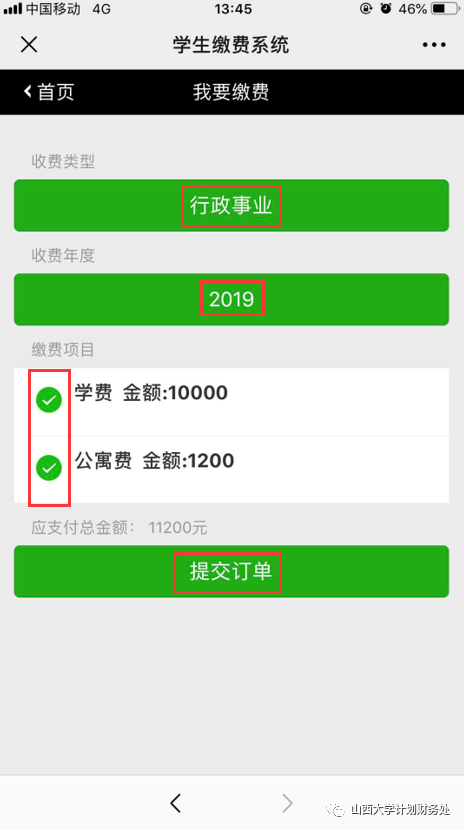 中国移动 4G 13:45 46%
学生缴费系统
首页 我要缴费
收费类型
行政事业
收费年度
2019
缴费项目
学费 金额:10000
公寓费 金额:1200
应支付总金额： 11200元
提交订单
山西大学计划财务处